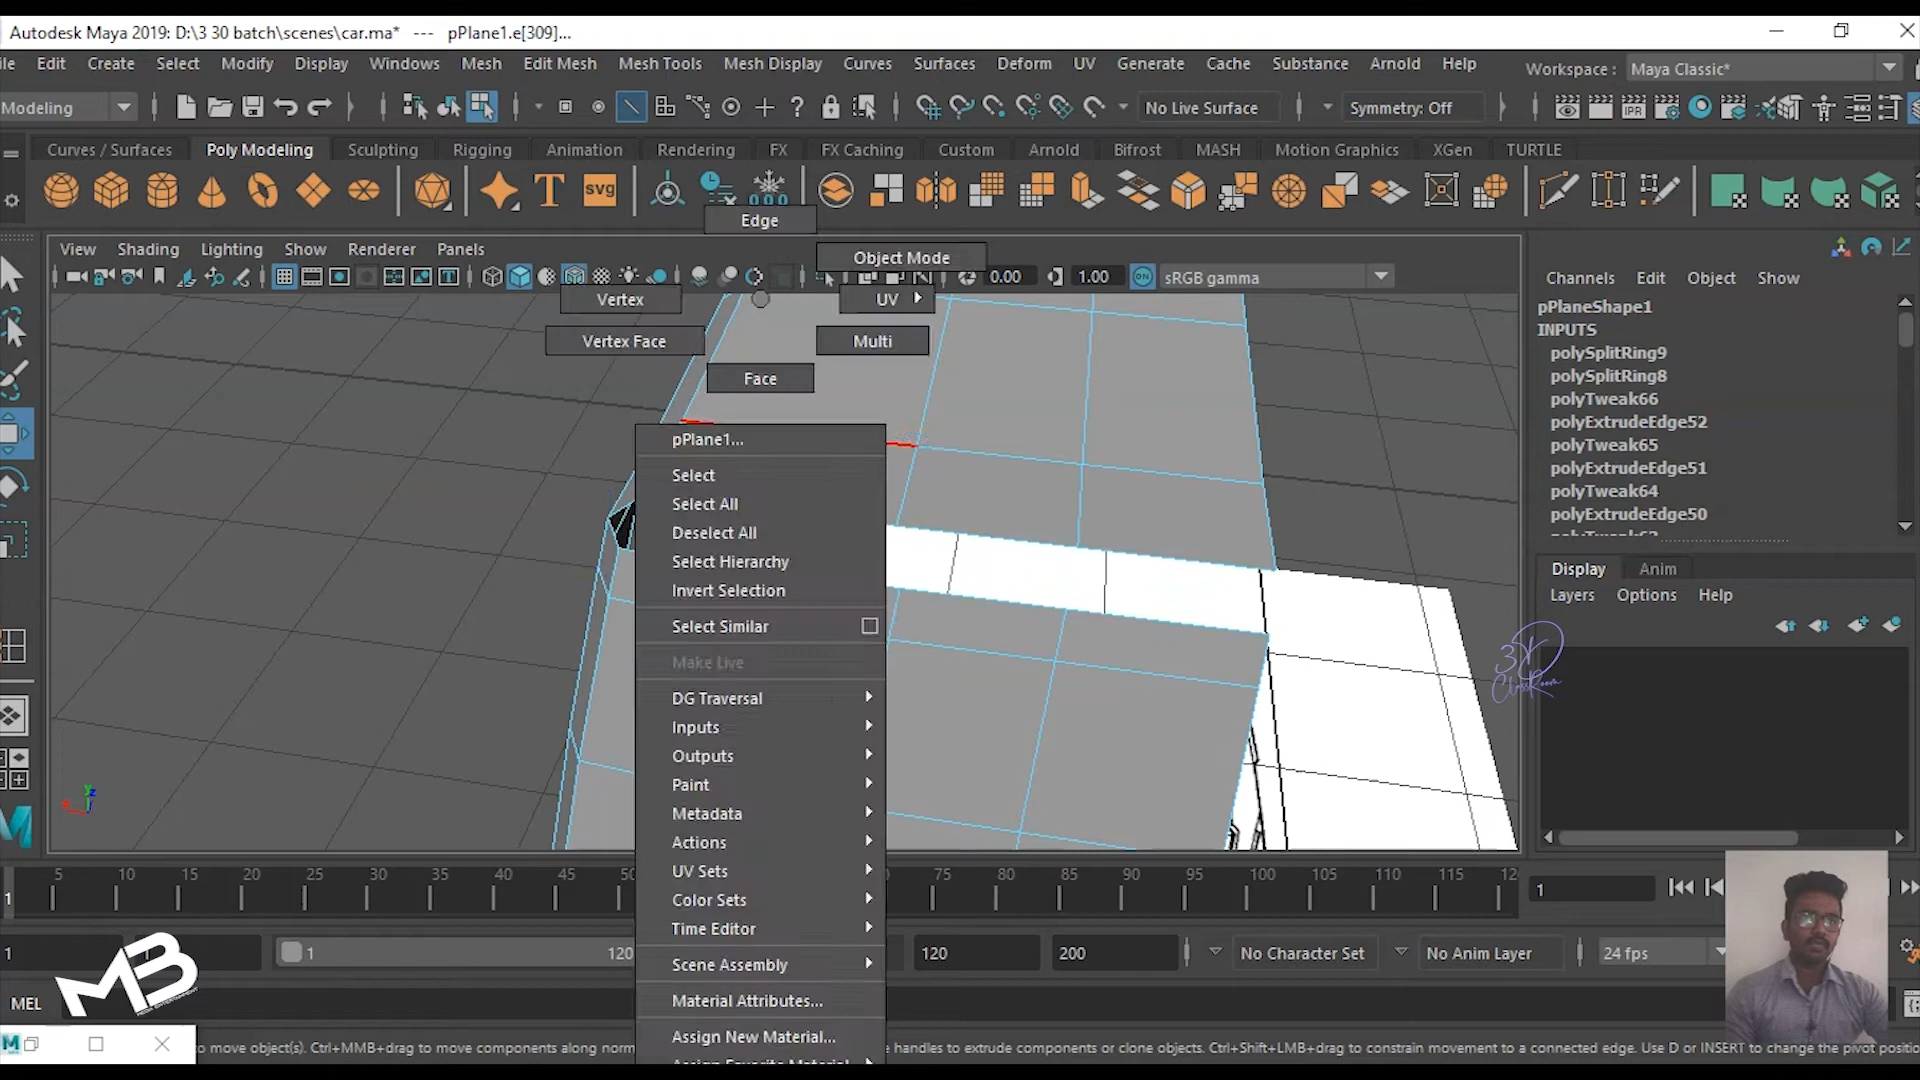 Autodesk Maya 2019: D:\3 30 batch\scenes\car.ma* --- pPlane1.e[309]...
ile Edit Create Select Modify Display Windows Mesh Edit Mesh Mesh Tools Mesh Display Curves Surfaces Deform UV Generate Cache Substance Arnold Help
Workspace : Maya Classic*
Modeling No Live Surface Symmetry: Off IPR
Curves / Surfaces Poly Modeling Sculpting Rigging Animation Rendering FX FX Caching Custom Arnold Bifrost MASH Motion Graphics XGen TURTLE
T svg
Edge
View Shading Lighting Show Renderer Panels
Object Mode
0.00 1.00 ON sRGB gamma
Vertex
UV
Vertex Face
Multi
Face
Channels Edit Object Show
pPlaneShape1
INPUTS
polySplitRing9
polySplitRing8
polyTweak66
polyExtrudeEdge52
polyTweak65
polyExtrudeEdge51
polyTweak64
polyExtrudeEdge50
Display Anim
Layers Options Help
pPlane1...
Select
Select All
Deselect All
Select Hierarchy
Invert Selection
Select Similar
Make Live
DG Traversal
Inputs
Outputs
Paint
Metadata
Actions
UV Sets
Color Sets
Time Editor
Scene Assembly
Material Attributes...
Assign New Material...
3D
ClassRoom
5 10 15 20 25 30 35 40 45 50 75 80 85 90 95 100 105 110 115 12
1
1
1 1 120 120 200 No Character Set No Anim Layer 24 fps
MB
MEL
to move object(s). Ctrl+MMB+drag to move components along norm
e handles to extrude components or clone objects. Ctrl+Shift+LMB+drag to constrain movement to a connected edge. Use D or INSERT to change the pivot positio